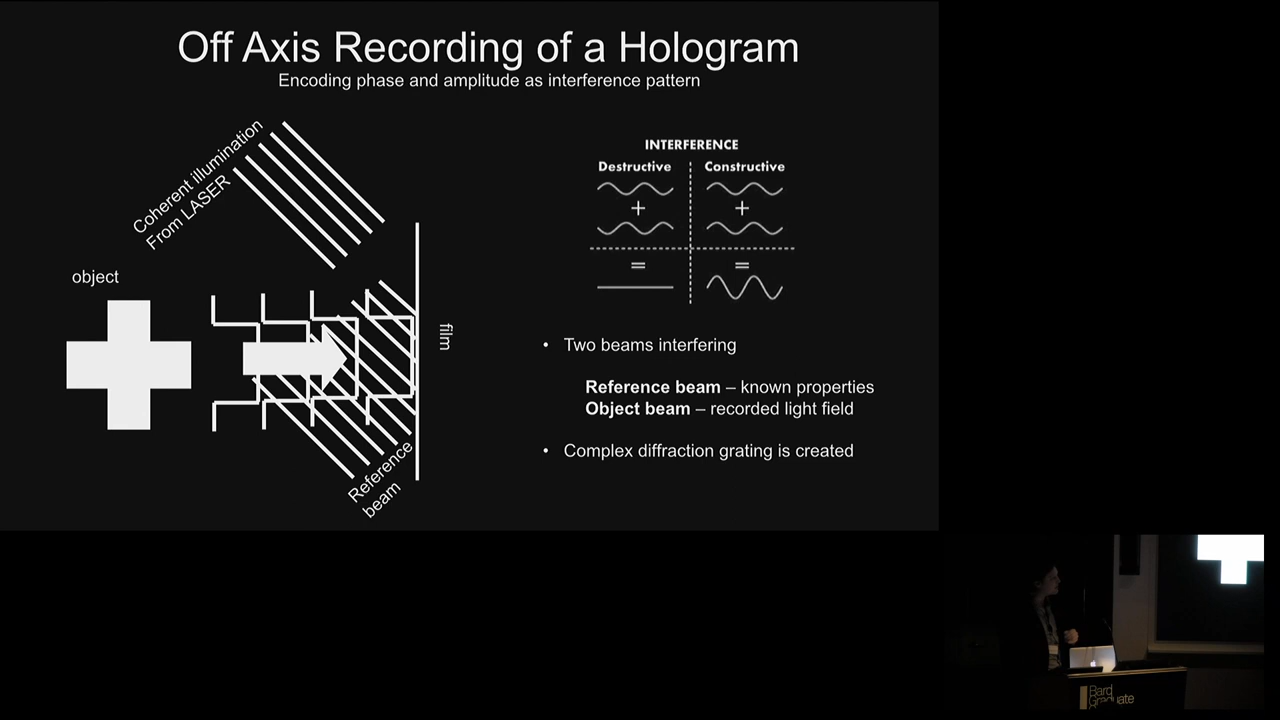 Off Axis Recording of a Hologram
Encoding phase and amplitude as interference pattern
Coherent illumination
From LASER
object
film
Reference
beam
INTERFERENCE
Destructive
Constructive
+
+
=
=
• Two beams interfering
Reference beam – known properties
Object beam – recorded light field
• Complex diffraction grating is created
Bard
Graduate